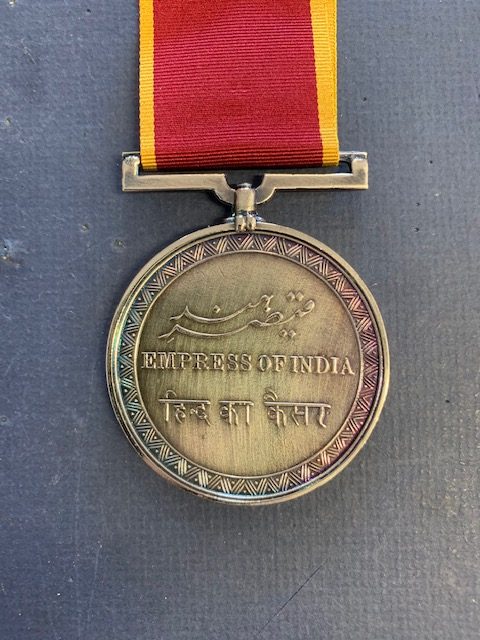 قیصر ہند
EMPRESS OF INDIA
हिन्द का कैसर